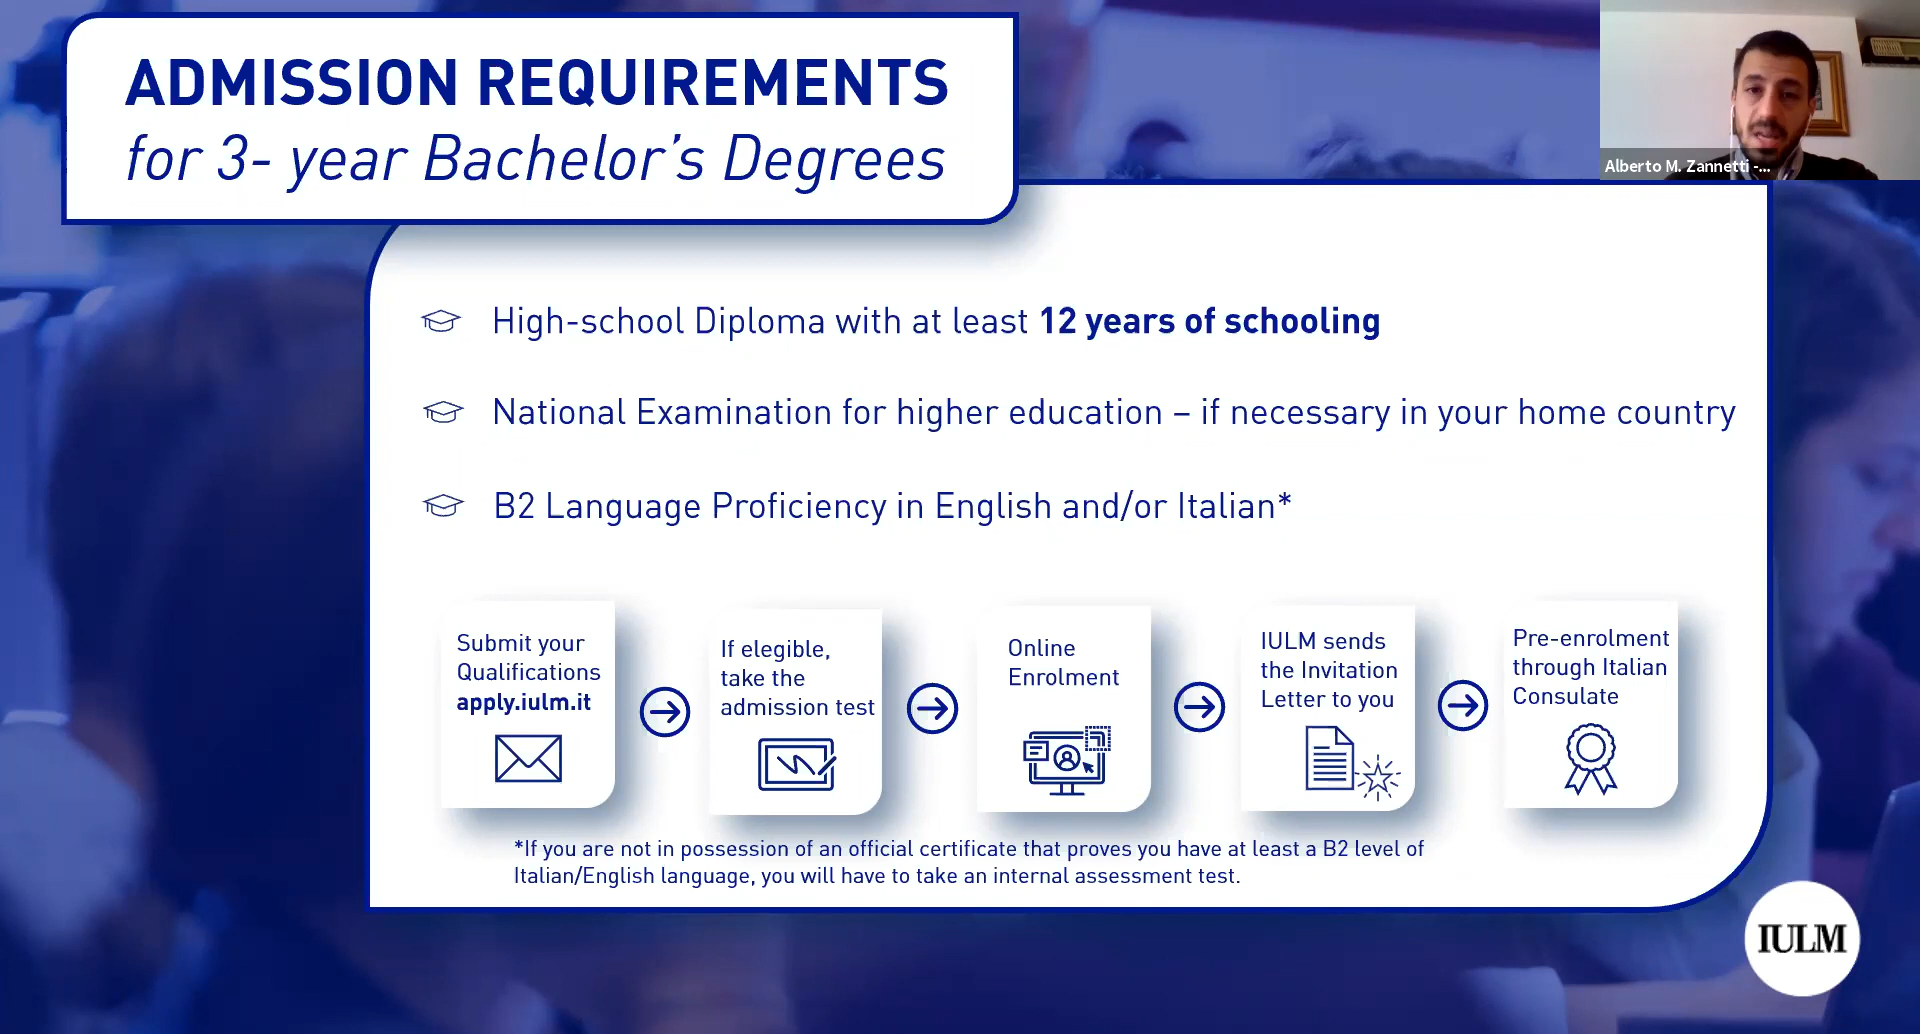 ADMISSION REQUIREMENTS
for 3- year Bachelor's Degrees
Alberto M. Zannetti -...
High-school Diploma with at least 12 years of schooling
National Examination for higher education – if necessary in your home country
B2 Language Proficiency in English and/or Italian*
Submit your
Qualifications
apply.iulm.it
If elegible,
take the
admission test
Online
Enrolment
IULM sends
the Invitation
Letter to you
Pre-enrolment
through Italian
Consulate
*If you are not in possession of an official certificate that proves you have at least a B2 level of
Italian/English language, you will have to take an internal assessment test.
IULM